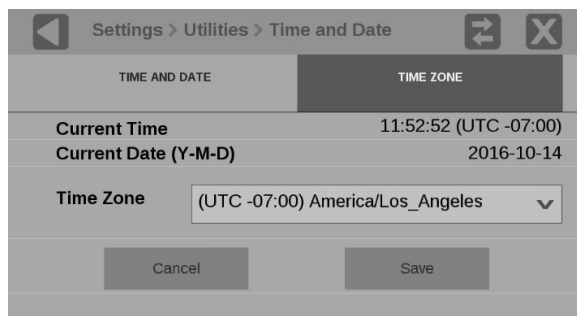 Settings > Utilities > Time and Date
TIME AND DATE
TIME ZONE
Current Time 11:52:52 (UTC -07:00)
Current Date (Y-M-D) 2016-10-14
Time Zone (UTC -07:00) America/Los_Angeles
Cancel Save